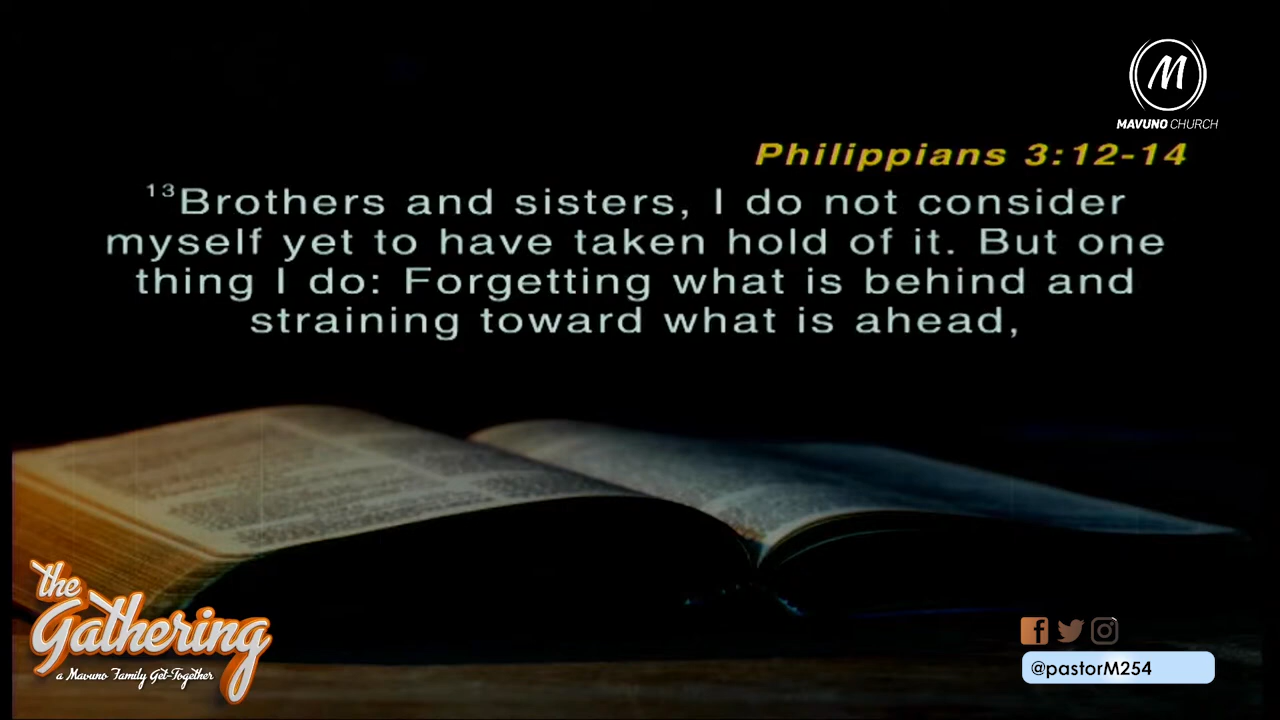 M
MAVUNO CHURCH
Philippians 3:12-14
¹³Brothers and sisters, I do not consider
myself yet to have taken hold of it. But one
thing I do: Forgetting what is behind and
straining toward what is ahead,
the
Gathering
a Mavuno Family Get-Together
@pastorM254